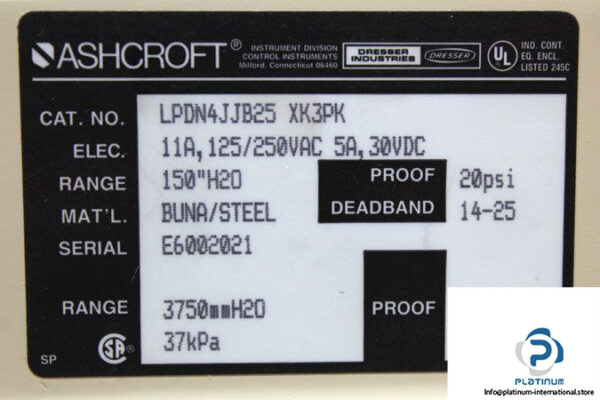 ASHCROFT®
INSTRUMENT DIVISION
CONTROL INSTRUMENTS
Milford, Connecticut 06460
DRESSER
INDUSTRIES
DRESSER
UL
IND. CONT.
EQ. ENCL.
LISTED 245C
CAT. NO. LPDN4JJB25 XK3PK
ELEC. 11A,125/250VAC 5A,30VDC
RANGE 150"H2O PROOF 20psi
MAT'L. BUNA/STEEL DEADBAND 14-25
SERIAL E6002021
RANGE 3750mmH2O PROOF
37kPa
SP SA
PLATINUM
Info@platinum-international.store